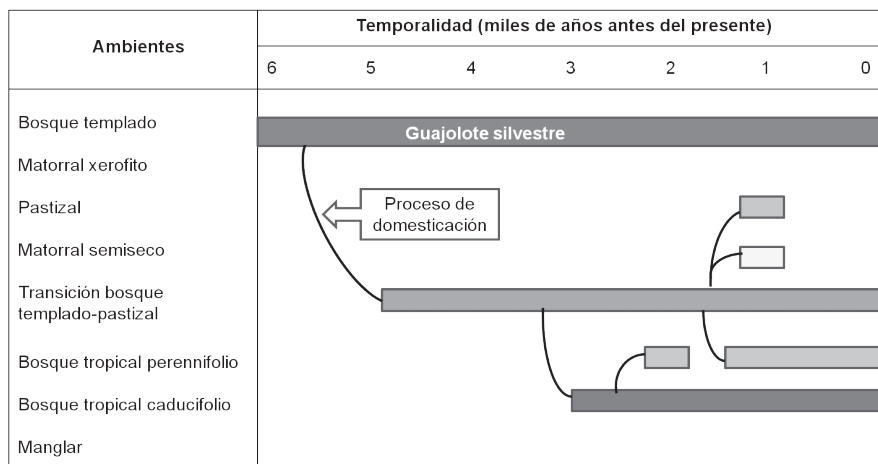 Ambientes
Temporalidad (miles de años antes del presente)
6 5 4 3 2 1 0
Bosque templado
Guajolote silvestre
Matorral xerofito
Pastizal
Proceso de
domesticación
Matorral semiseco
Transición bosque
templado-pastizal
Bosque tropical perennifolio
Bosque tropical caducifolio
Manglar